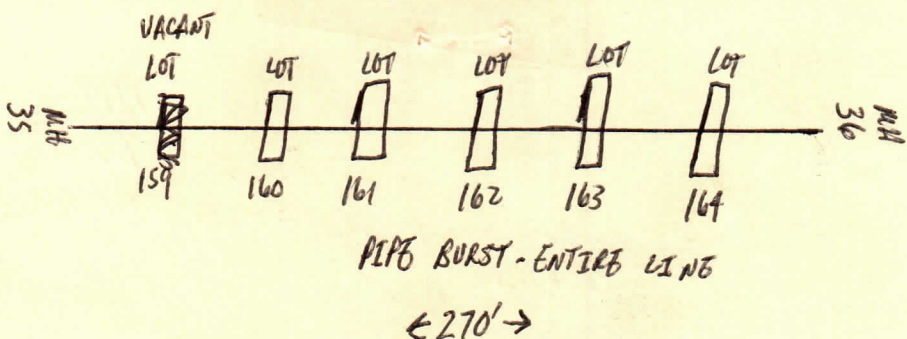 VACANT
LOT LOT LOT LOT LOT LOT
MH 35
MH 36
159 160 161 162 163 164
PIPE BURST - ENTIRE LINE
← 270' →